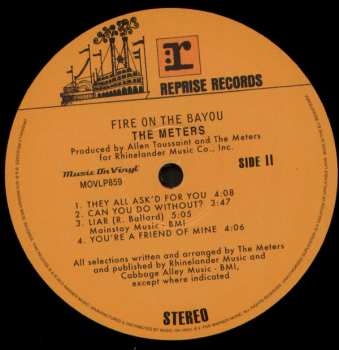 r
REPRISE RECORDS
FIRE ON THE BAYOU
THE METERS
Produced by Allen Toussaint and The Meters
for Rhinelander Music Co., Inc.
Music On Vinyl
MOVLP859
SIDE II
1. THEY ALL ASK'D FOR YOU 4:08
2. CAN YOU DO WITHOUT? 3:47
3. LIAR (R. Ballard) 5:05
Mainstay Music - BMI
4. YOU'RE A FRIEND OF MINE 4:06
All selections written and arranged by The Meters
and published by Rhinelander Music and
Cabbage Alley Music - BMI,
except where indicated
STEREO